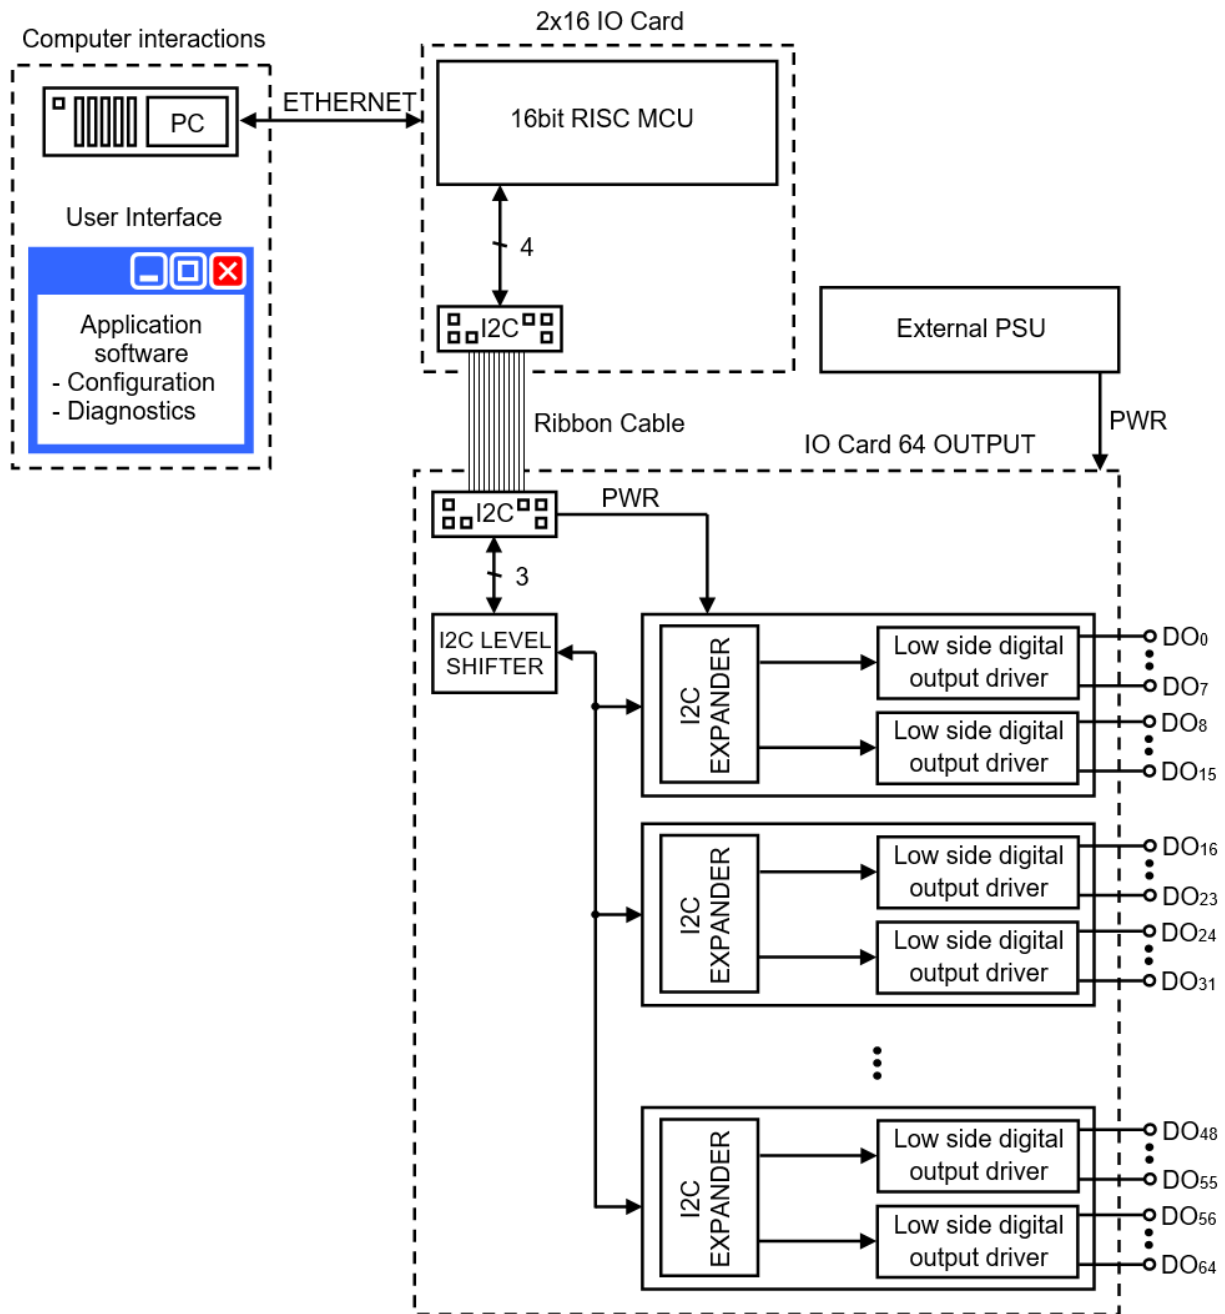 2x16 IO Card
Computer interactions
PC
ETHERNET
16bit RISC MCU
User Interface
Application
software
- Configuration
- Diagnostics
4
I2C
External PSU
Ribbon Cable
PWR
IO Card 64 OUTPUT
I2C
PWR
3
I2C LEVEL
SHIFTER
I2C
EXPANDER
Low side digital
output driver
DO0
DO7
Low side digital
output driver
DO8
DO15
I2C
EXPANDER
Low side digital
output driver
DO16
DO23
Low side digital
output driver
DO24
DO31
I2C
EXPANDER
Low side digital
output driver
DO48
DO55
Low side digital
output driver
DO56
DO64